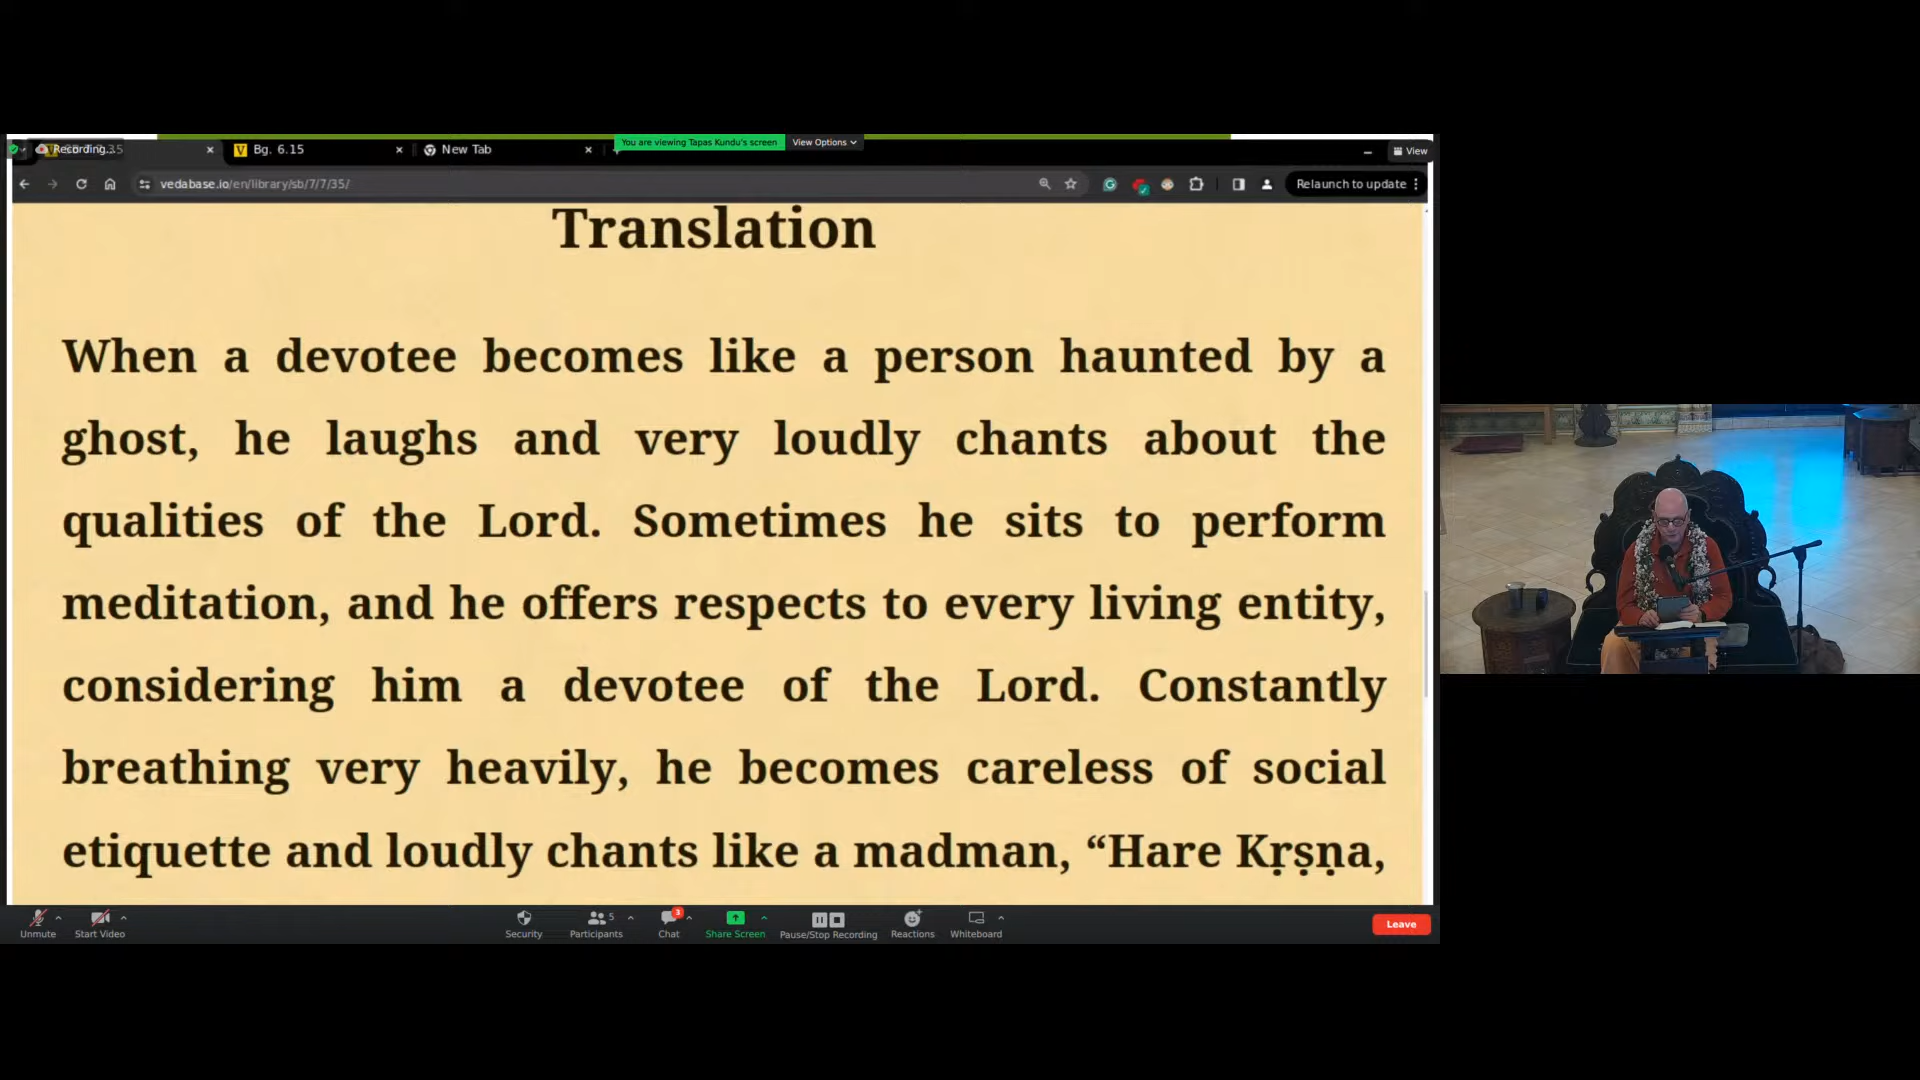 Recording...
Bg. 6.15
New Tab
You are viewing Tapas Kundu's screen
View Options
View
vedabase.io/en/library/sb/7/7/35/
Relaunch to update
Translation
When a devotee becomes like a person haunted by a
ghost, he laughs and very loudly chants about the
qualities of the Lord. Sometimes he sits to perform
meditation, and he offers respects to every living entity,
considering him a devotee of the Lord. Constantly
breathing very heavily, he becomes careless of social
etiquette and loudly chants like a madman, “Hare Kṛṣṇa,
Unmute
Start Video
Security
Participants 5
Chat 3
Share Screen
Pause/Stop Recording
Reactions
Whiteboard
Leave